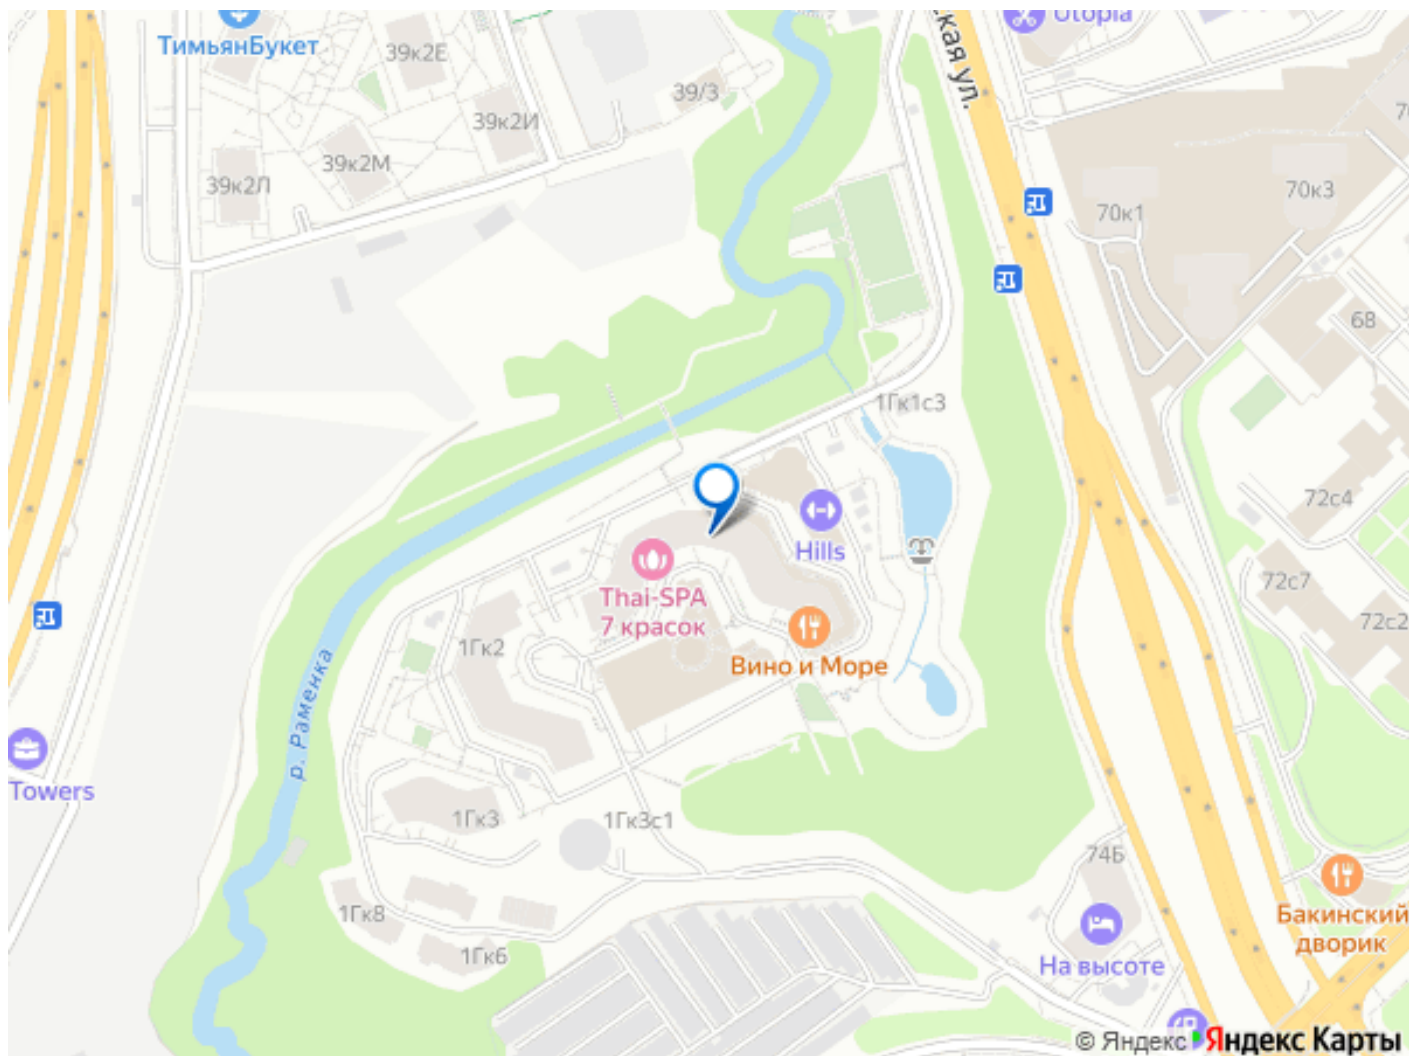 Utopia
ская ул.
ТимьянБукет
39к2Е
39/3
39к2И
39к2М
39к2Л
70к3
70к1
68
1Гк1с3
72с4
Hills
72с7
Thai-SPA
7 красок
72с2
1Гк2
Вино и Море
р. Раменка
Towers
1Гк3
1Гк3с1
74Б
1Гк8
Бакинский
дворик
1Гк6
На высоте
© Яндекс Яндекс Карты